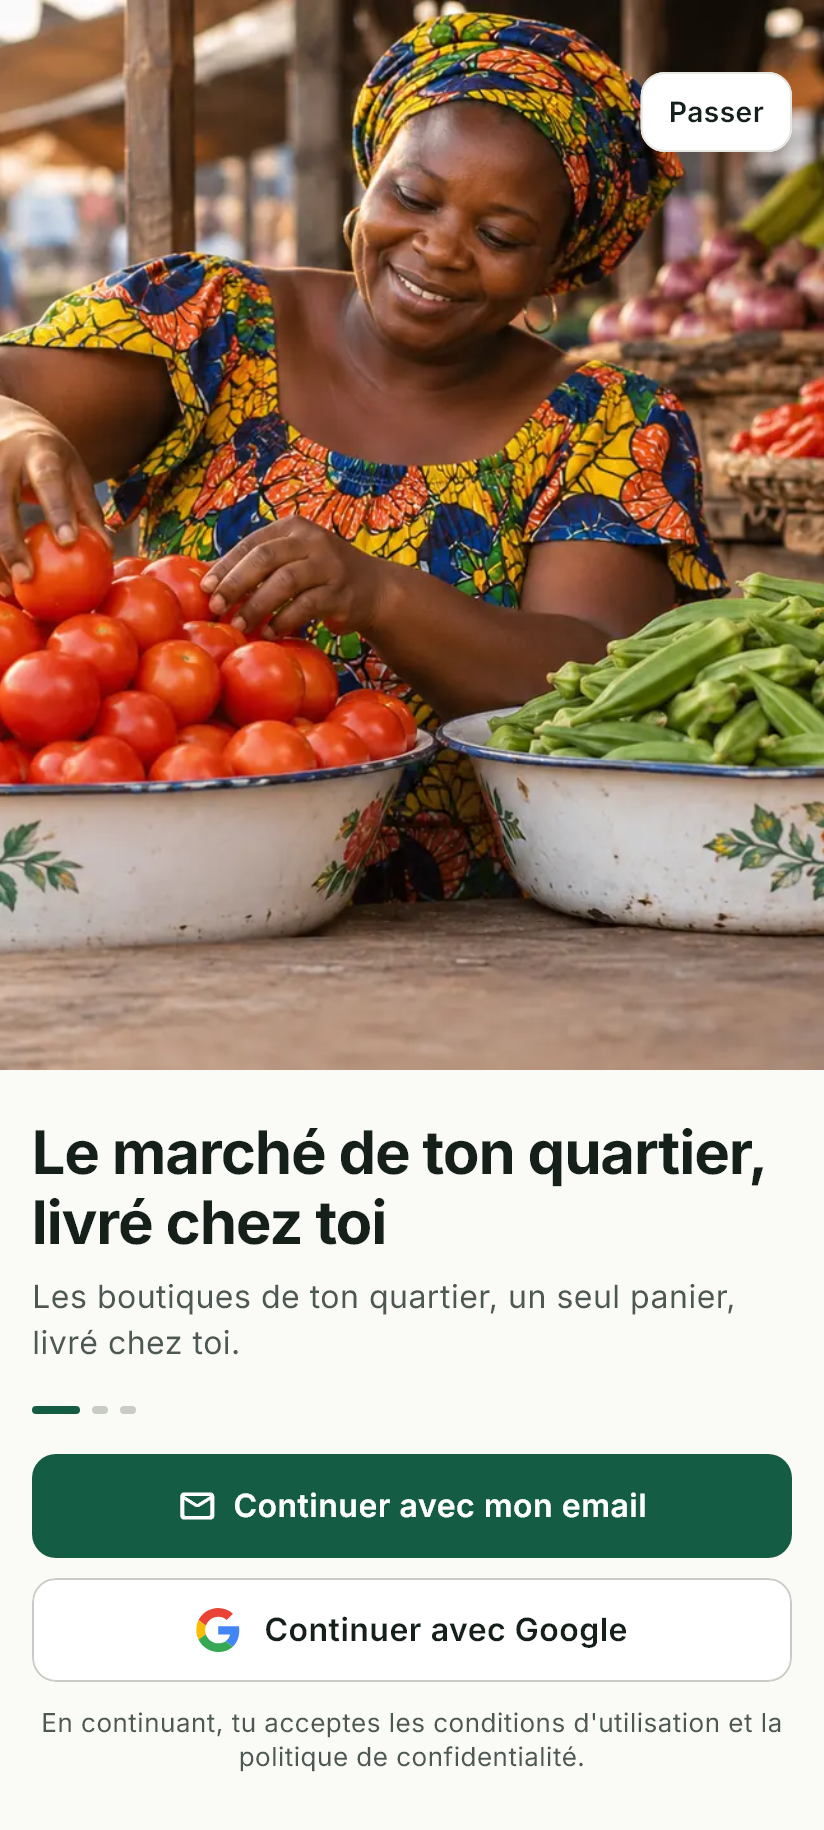 Passer
Le marché de ton quartier,
livré chez toi
Les boutiques de ton quartier, un seul panier,
livré chez toi.
Continuer avec mon email
Continuer avec Google
En continuant, tu acceptes les conditions d'utilisation et la
politique de confidentialité.